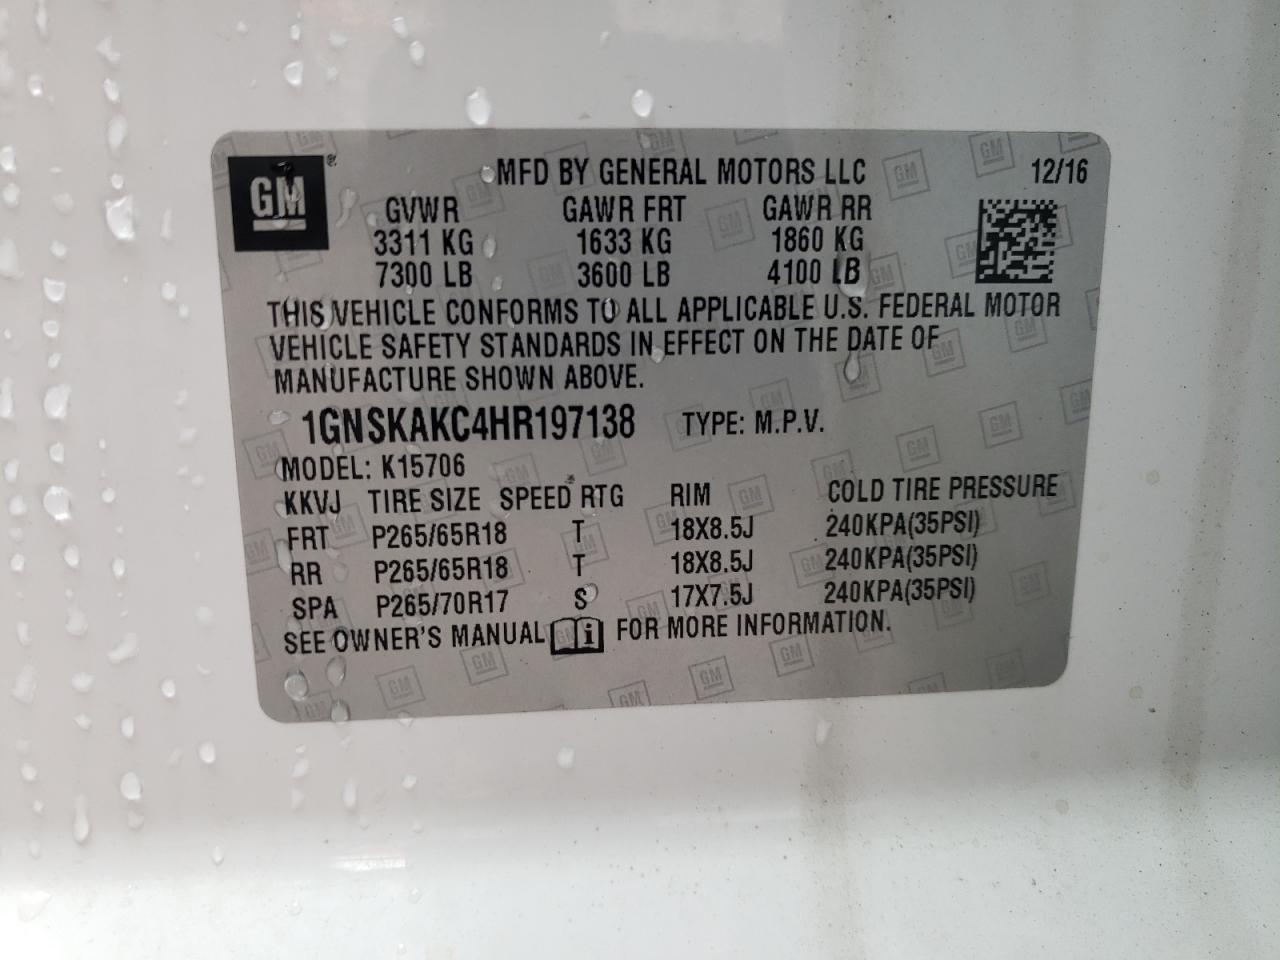 GM
MFD BY GENERAL MOTORS LLC 12/16
GVWR GAWR FRT GAWR RR
3311 KG 1633 KG 1860 KG
7300 LB 3600 LB 4100 LB
THIS VEHICLE CONFORMS TO ALL APPLICABLE U.S. FEDERAL MOTOR
VEHICLE SAFETY STANDARDS IN EFFECT ON THE DATE OF
MANUFACTURE SHOWN ABOVE.
1GNSKAKC4HR197138 TYPE: M.P.V.
MODEL: K15706
KKVJ TIRE SIZE SPEED RTG RIM COLD TIRE PRESSURE
FRT P265/65R18 T 18X8.5J 240KPA(35PSI)
RR P265/65R18 T 18X8.5J 240KPA(35PSI)
SPA P265/70R17 S 17X7.5J 240KPA(35PSI)
SEE OWNER'S MANUAL i FOR MORE INFORMATION.